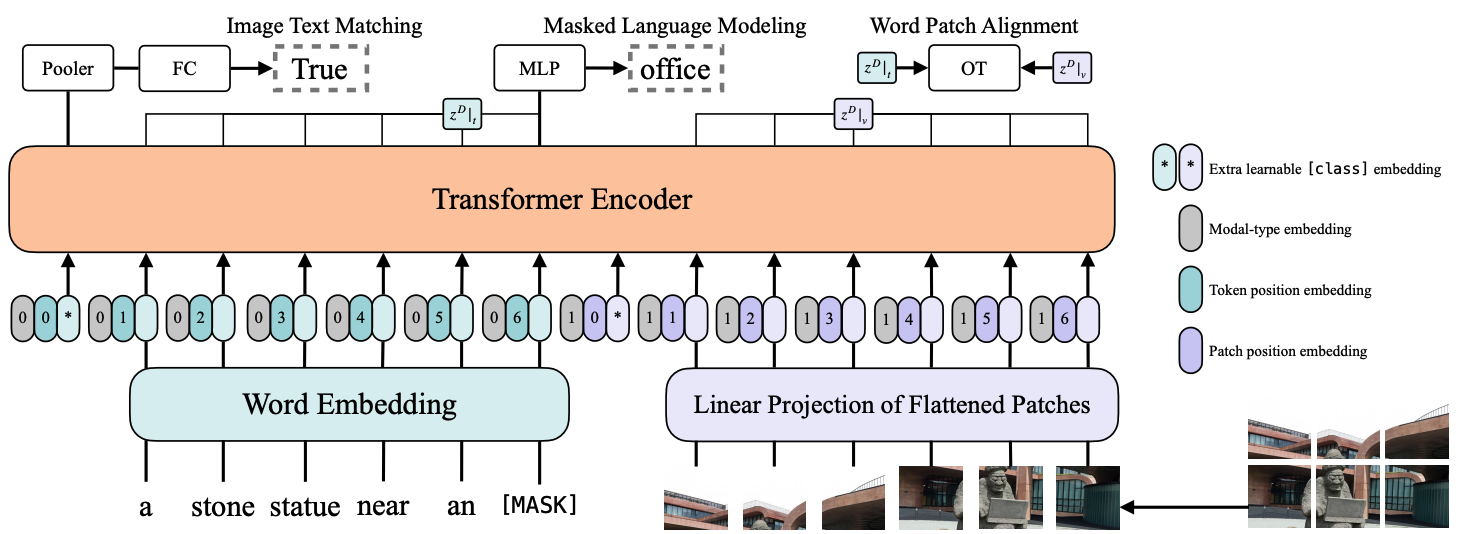 Image Text Matching
Masked Language Modeling
Word Patch Alignment
Pooler
FC
True
MLP
office
z^D|_t
OT
z^D|_v
z^D|_t
z^D|_v
Transformer Encoder
* * Extra learnable [class] embedding
Modal-type embedding
Token position embedding
Patch position embedding
0 0 * 0 1 0 2 0 3 0 4 0 5 0 6 1 0 * 1 1 1 2 1 3 1 4 1 5 1 6
Word Embedding
Linear Projection of Flattened Patches
a stone statue near an [MASK]